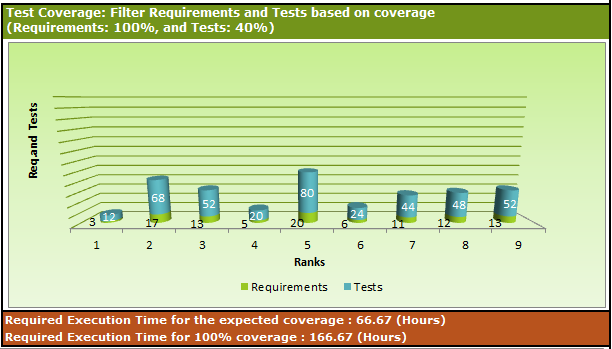 Test Coverage: Filter Requirements and Tests based on coverage
(Requirements: 100%, and Tests: 40%)
Req.and Tests
12 68 52 20 80 24 44 48 52
3 17 13 5 20 6 11 12 13
1 2 3 4 5 6 7 8 9
Ranks
Requirements Tests
Required Execution Time for the expected coverage : 66.67 (Hours)
Required Execution Time for 100% coverage : 166.67 (Hours)